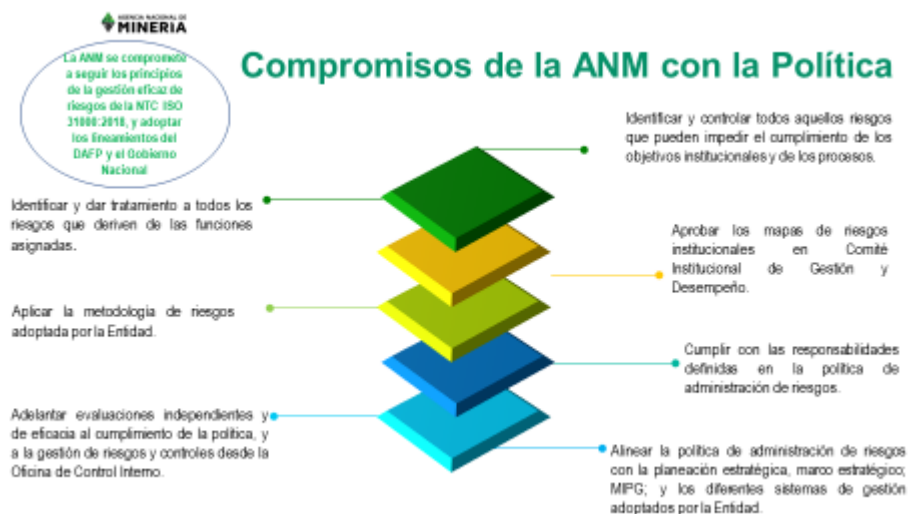 AGENCIA NACIONAL DE
MINERÍA
La ANM se compromete
a seguir los principios
de la gestión eficaz de
riesgos de la NTC ISO
31000:2018, y adoptar
los lineamientos del
DAFP y el Gobierno
Nacional
Compromisos de la ANM con la Política
Identificar y controlar todos aquellos riesgos
que pueden impedir el cumplimiento de los
objetivos institucionales y de los procesos.
Identificar y dar tratamiento a todos los
riesgos que deriven de las funciones
asignadas.
Aprobar los mapas de riesgos
institucionales en Comité
Institucional de Gestión y
Desempeño.
Aplicar la metodología de riesgos
adoptada por la Entidad.
Cumplir con las responsabilidades
definidas en la política de
administración de riesgos.
Adelantar evaluaciones independientes y
de eficacia al cumplimiento de la política, y
a la gestión de riesgos y controles desde la
Oficina de Control Interno.
Alinear la política de administración de riesgos
con la planeación estratégica, marco estratégico;
MIPG; y los diferentes sistemas de gestión
adoptados por la Entidad.